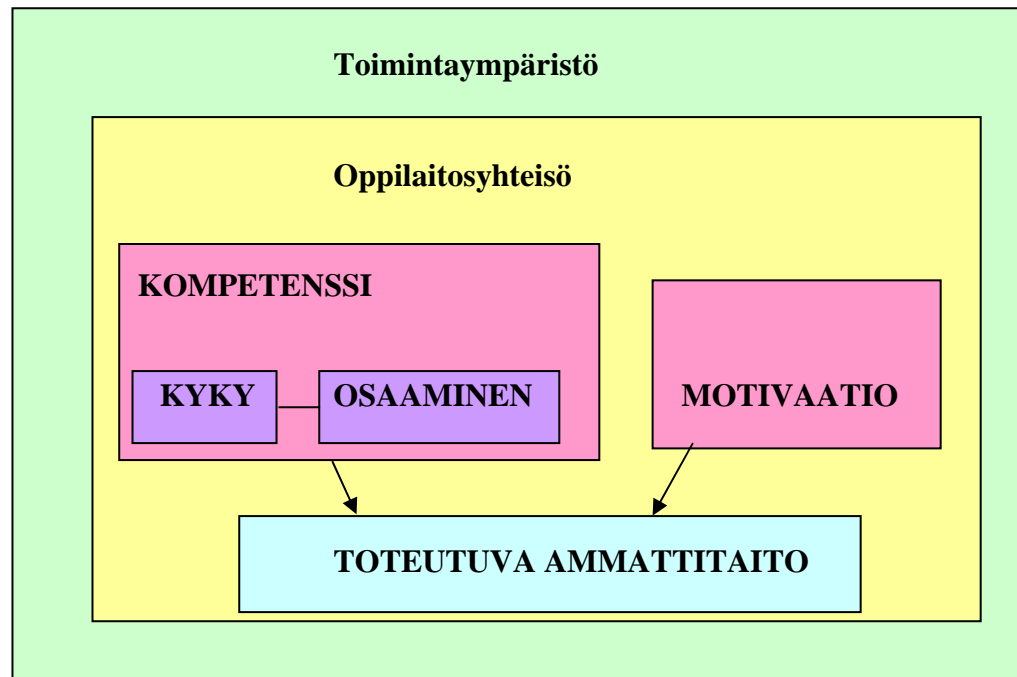 Toimintaympäristö
Oppilaitosyhteisö
KOMPETENSSI
KYKY
OSAAMINEN
MOTIVAATIO
TOTEUTUVA AMMATTITAITO